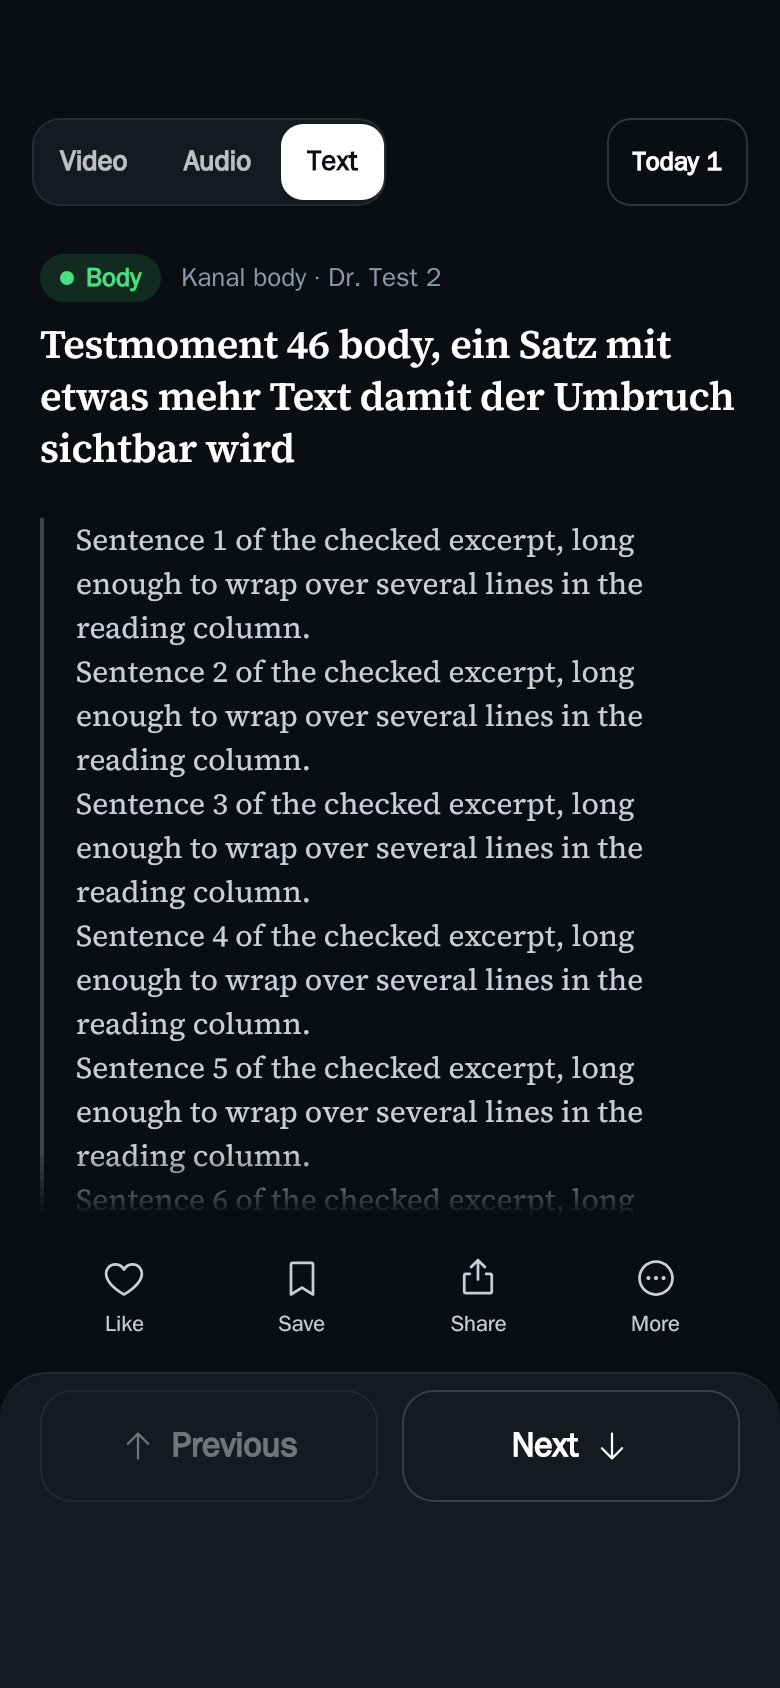 Video Audio Text Today 1
Body Kanal body · Dr. Test 2
Testmoment 46 body, ein Satz mit
etwas mehr Text damit der Umbruch
sichtbar wird
Sentence 1 of the checked excerpt, long
enough to wrap over several lines in the
reading column.
Sentence 2 of the checked excerpt, long
enough to wrap over several lines in the
reading column.
Sentence 3 of the checked excerpt, long
enough to wrap over several lines in the
reading column.
Sentence 4 of the checked excerpt, long
enough to wrap over several lines in the
reading column.
Sentence 5 of the checked excerpt, long
enough to wrap over several lines in the
reading column.
Sentence 6 of the checked excerpt, long
Like Save Share More
Previous Next